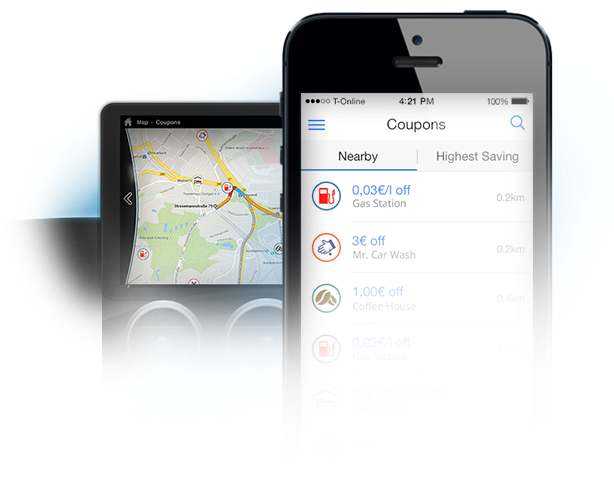 T-Online 4:21 PM 100%
Coupons
Nearby Highest Saving
0,03€/l off
Gas Station 0.2km
3€ off
Mr. Car Wash 0.2km
1,00€ off
Coffee House 0.4km
0,02€/l off
Gas Station
Map - Coupons
Stresemannstraße 79